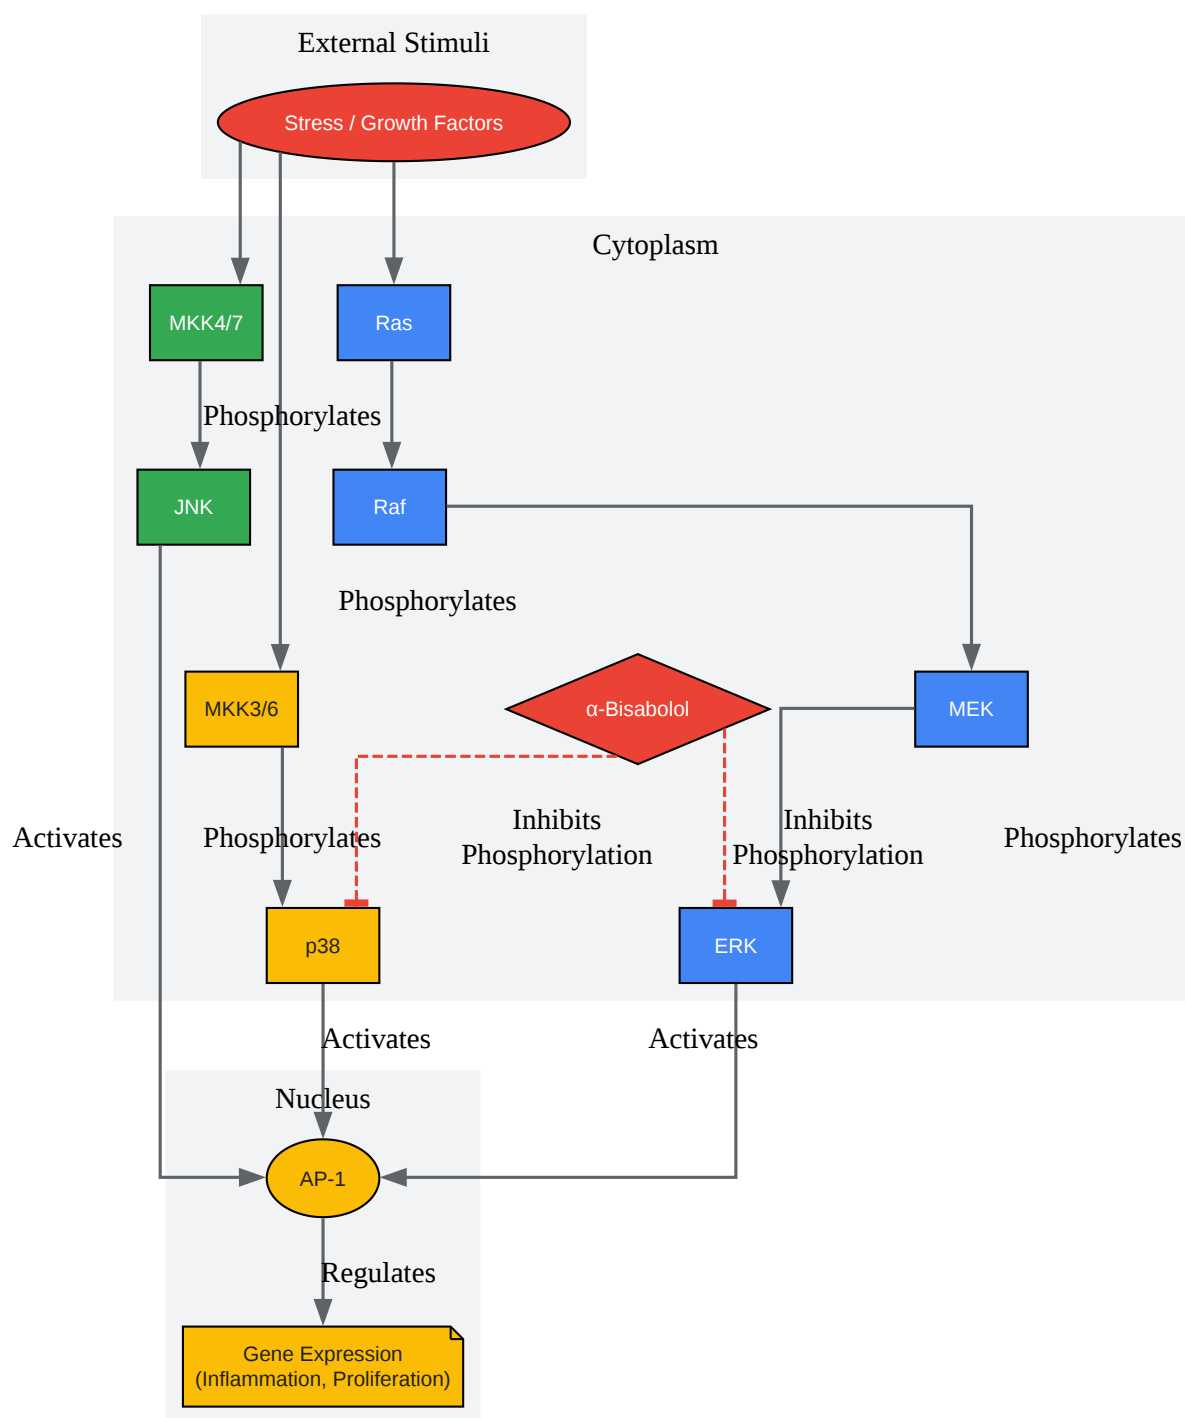 External Stimuli
Stress / Growth Factors
Cytoplasm
MKK4/7
Ras
Phosphorylates
JNK
Raf
Phosphorylates
MKK3/6
α-Bisabolol
MEK
Activates
Phosphorylates
Inhibits
Phosphorylation
Inhibits
Phosphorylation
Phosphorylates
p38
ERK
Activates
Activates
Nucleus
AP-1
Regulates
Gene Expression
(Inflammation, Proliferation)